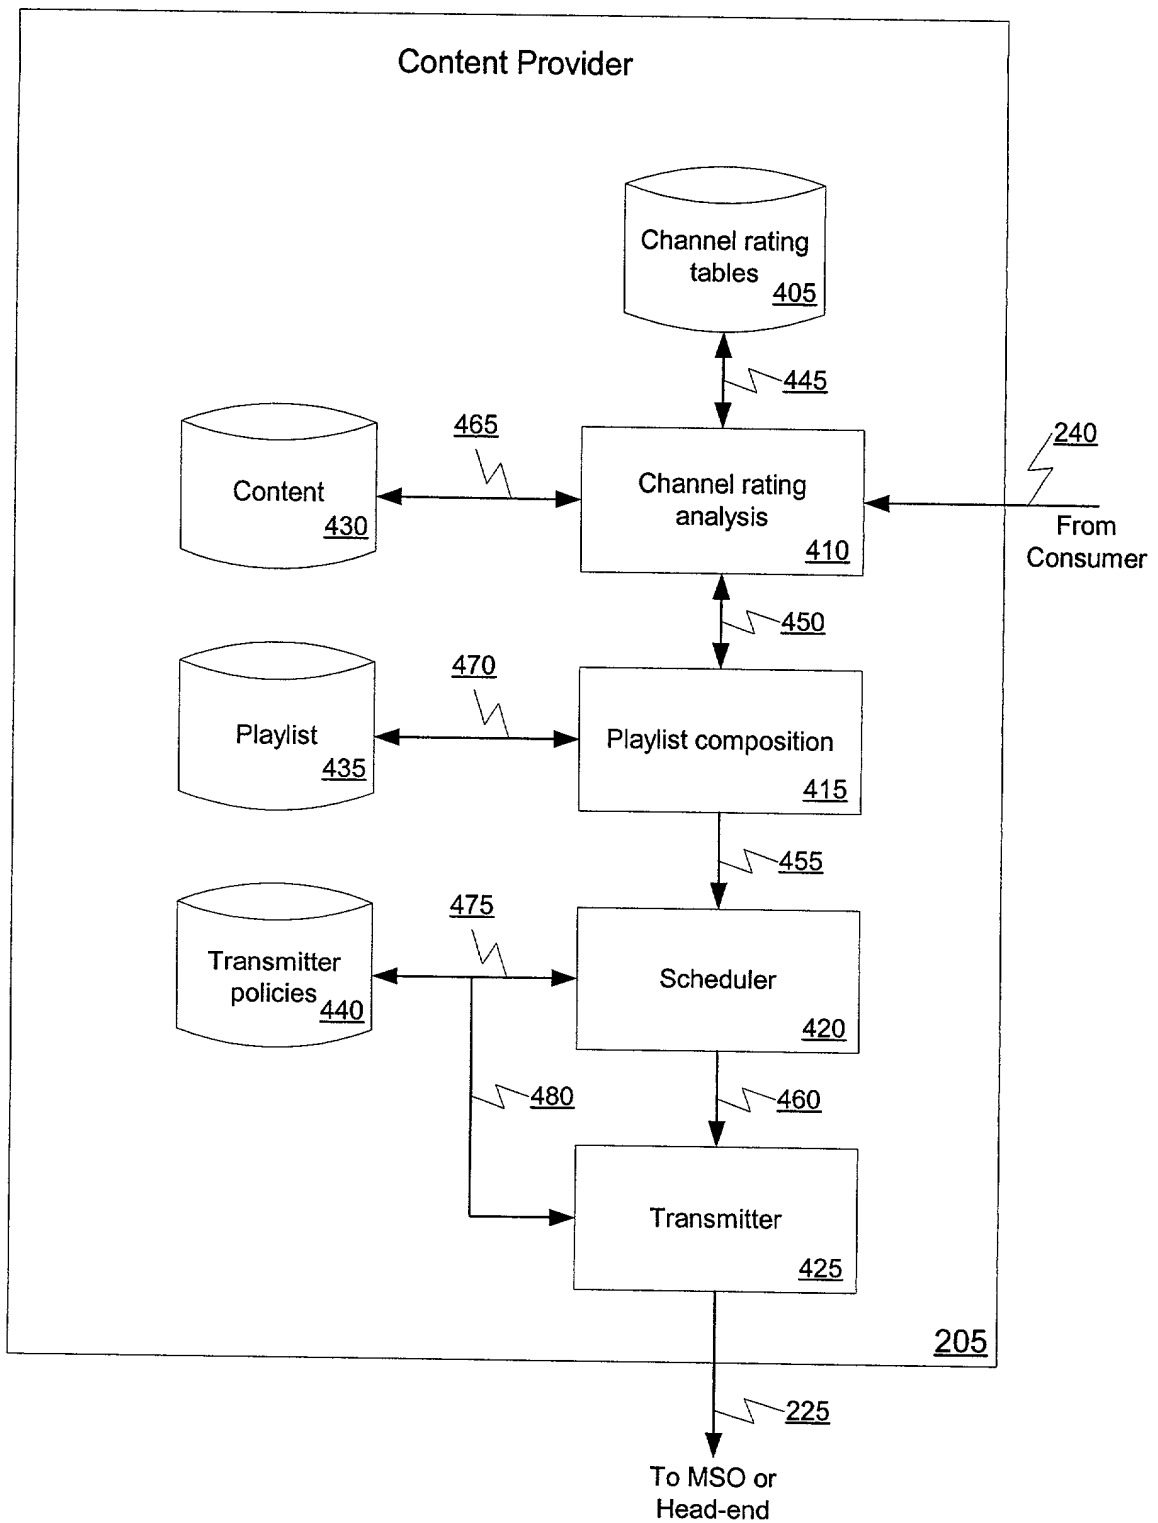 Content Provider
Channel rating
tables
405
445
465
240
Content
430
Channel rating
analysis
410
From
Consumer
450
470
Playlist
435
Playlist composition
415
455
475
Transmitter
policies
440
Scheduler
420
480
460
Transmitter
425
205
225
To MSO or
Head-end